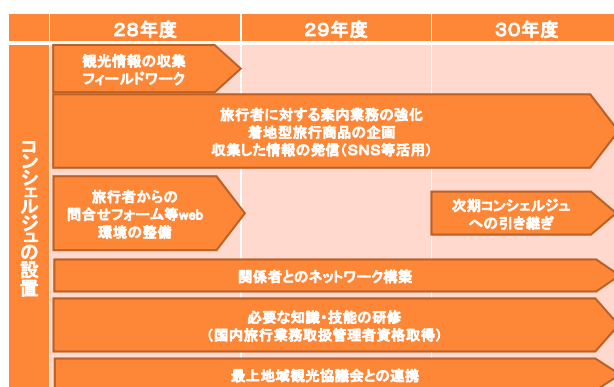 28年度
29年度
30年度
コンシェルジュの設置
観光情報の収集
フィールドワーク
旅行者に対する案内業務の強化
着地型旅行商品の企画
収集した情報の発信(SNS等活用)
旅行者からの
問合せフォーム等web
環境の整備
次期コンシェルジュ
への引き継ぎ
関係者とのネットワーク構築
必要な知識・技能の研修
(国内旅行業務取扱管理者資格取得)
最上地域観光協議会との連携